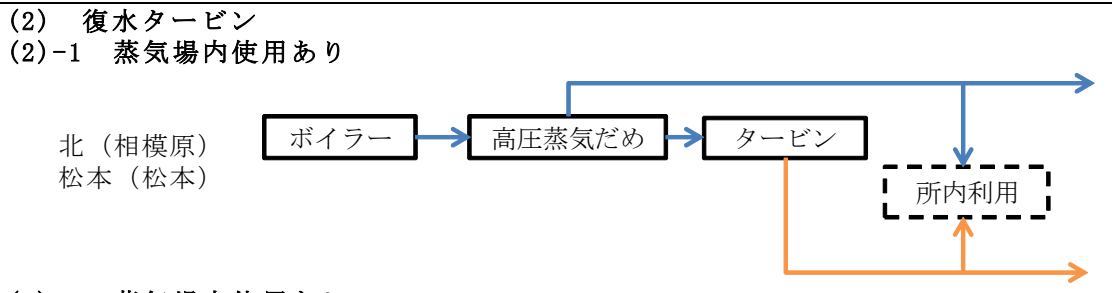 (2) 復水タービン
(2)-1 蒸気場内使用あり
北（相模原）
松本（松本）
ボイラー
高圧蒸気だめ
タービン
所内利用